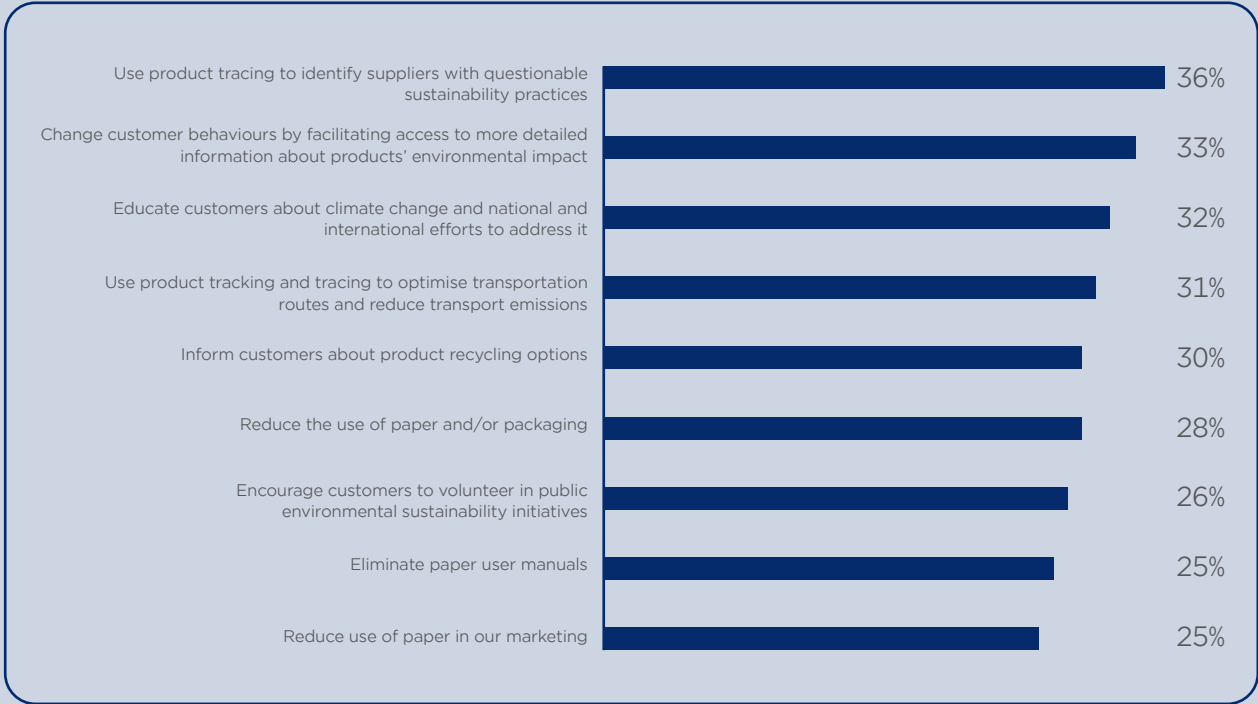 Use product tracing to identify suppliers with questionable
sustainability practices
36%
Change customer behaviours by facilitating access to more detailed
information about products’ environmental impact
33%
Educate customers about climate change and national and
international efforts to address it
32%
Use product tracking and tracing to optimise transportation
routes and reduce transport emissions
31%
Inform customers about product recycling options
30%
Reduce the use of paper and/or packaging
28%
Encourage customers to volunteer in public
environmental sustainability initiatives
26%
Eliminate paper user manuals
25%
Reduce use of paper in our marketing
25%